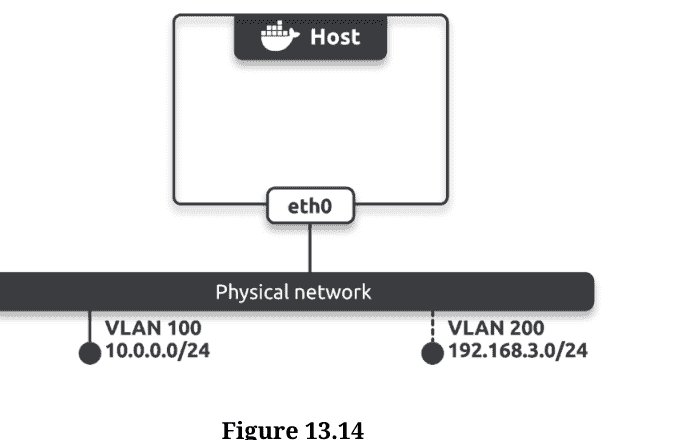 Host
eth0
Physical network
VLAN 100
10.0.0.0/24
VLAN 200
192.168.3.0/24
Figure 13.14